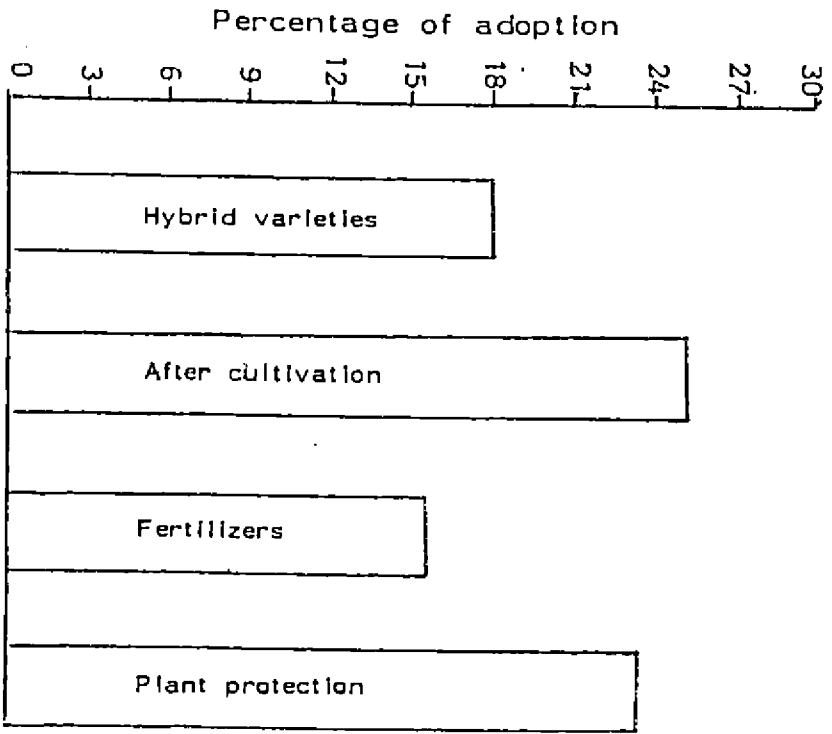 Percentage of adoption
0 3 6 9 12 15 18 21 24 27 30
Hybrid varieties
After cultivation
Fertilizers
Plant protection